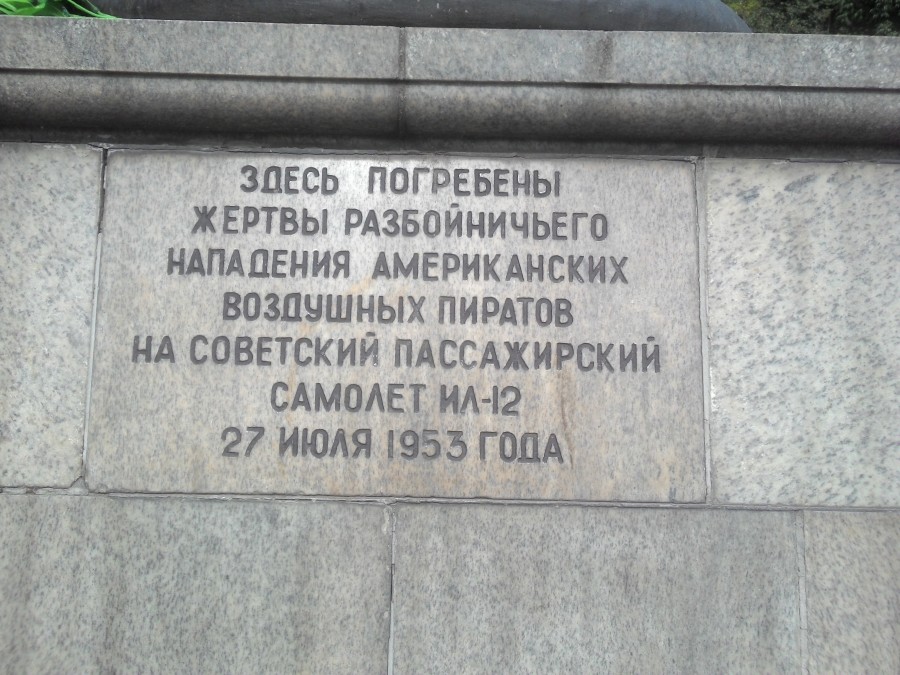 ЗДЕСЬ ПОГРЕБЕНЫ
ЖЕРТВЫ РАЗБОЙНИЧЬЕГО
НАПАДЕНИЯ АМЕРИКАНСКИХ
ВОЗДУШНЫХ ПИРАТОВ
НА СОВЕТСКИЙ ПАССАЖИРСКИЙ
САМОЛЕТ ИЛ-12
27 ИЮЛЯ 1953 ГОДА